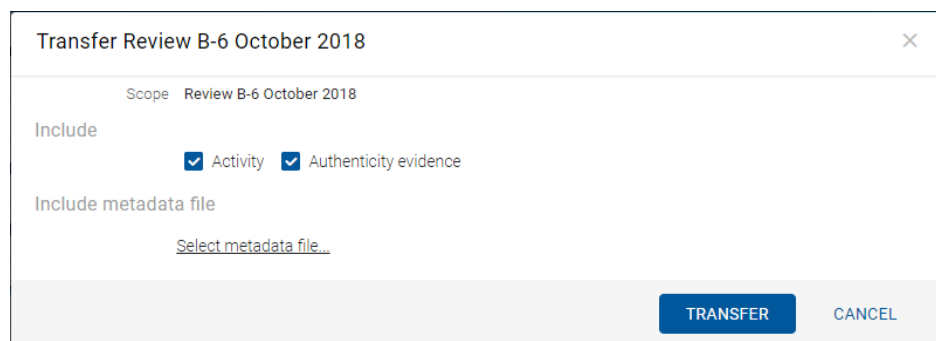 Transfer Review B-6 October 2018
Scope Review B-6 October 2018
Include
Activity Authenticity evidence
Include metadata file
Select metadata file...
TRANSFER CANCEL